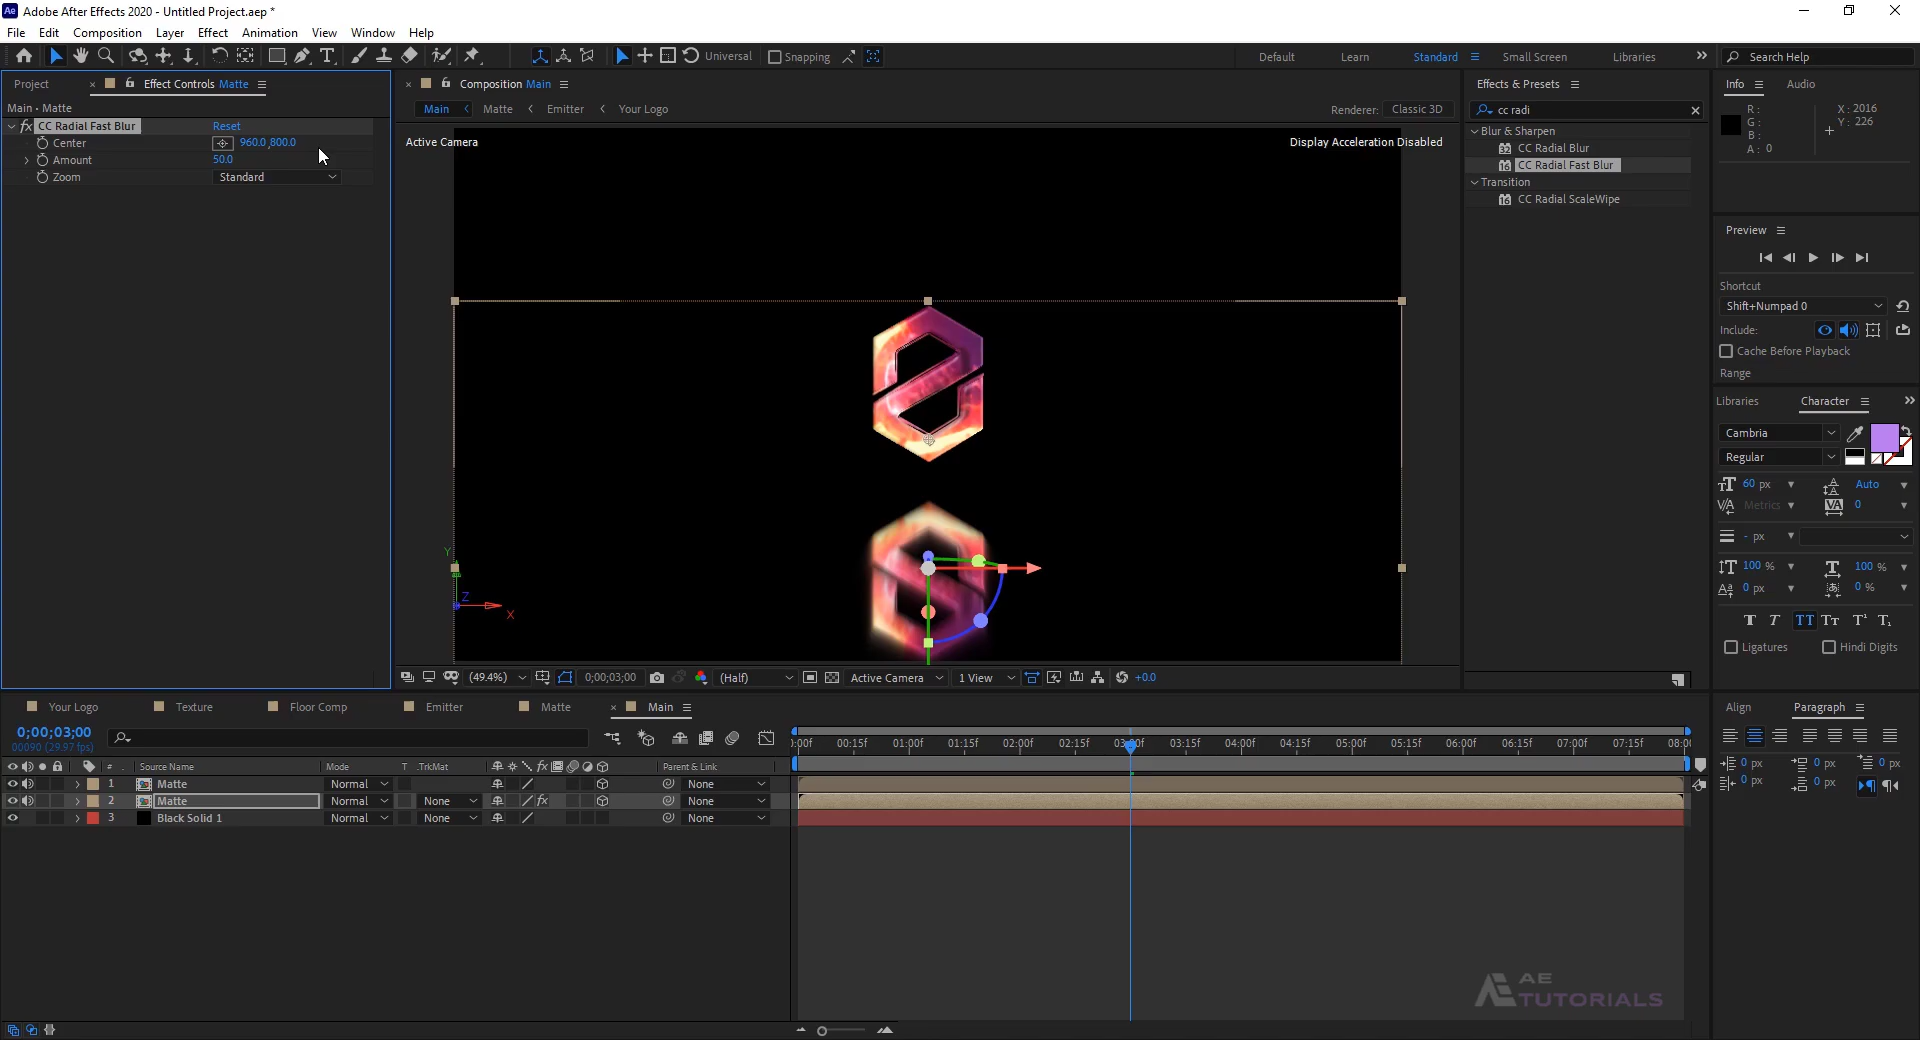 Ae Adobe After Effects 2020 - Untitled Project.aep *
File Edit Composition Layer Effect Animation View Window Help
Universal Snapping Default Learn Standard Small Screen Libraries Search Help
Project Effect Controls Matte
Main • Matte
fx CC Radial Fast Blur Reset
Center 960.0,800.0
Amount 50.0
Zoom Standard
Composition Main
Main Matte Emitter Your Logo
Renderer: Classic 3D
Active Camera
Display Acceleration Disabled
Y
Z
X
(49.4%) 0;00;03;00 (Half) Active Camera 1 View +0.0
Effects & Presets
cc radi
Blur & Sharpen
32 CC Radial Blur
16 CC Radial Fast Blur
Transition
16 CC Radial ScaleWipe
Info Audio
R: X: 2016
G: Y: 226
B:
A: 0
Preview
Shortcut
Shift+Numpad 0
Include:
Cache Before Playback
Range
Libraries Character
Cambria
Regular
60 px Auto
Metrics 0
- px
100 % 100 %
0 px 0 %
T T TT Tt T¹ T₁
Ligatures Hindi Digits
Your Logo Texture Floor Comp Emitter Matte Main
0;00;03;00
00090 (29.97 fps)
:00f 00:15f 01:00f 01:15f 02:00f 02:15f 03:00f 03:15f 04:00f 04:15f 05:00f 05:15f 06:00f 06:15f 07:00f 07:15f 08:0
# . Source Name Mode T .TrkMat fx Parent & Link
1 Matte Normal None
2 Matte Normal None fx None
3 Black Solid 1 Normal None None
Align Paragraph
0 px 0 px 0 px
0 px 0 px
AE
TUTORIALS